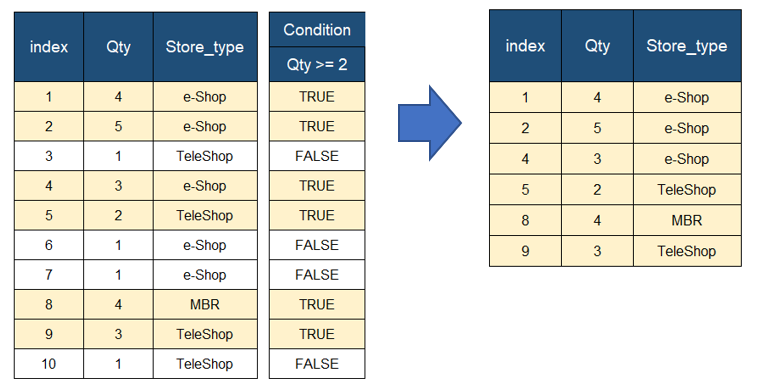 index Qty Store_type Condition
Qty >= 2
1 4 e-Shop TRUE
2 5 e-Shop TRUE
3 1 TeleShop FALSE
4 3 e-Shop TRUE
5 2 TeleShop TRUE
6 1 e-Shop FALSE
7 1 e-Shop FALSE
8 4 MBR TRUE
9 3 TeleShop TRUE
10 1 TeleShop FALSE
index Qty Store_type
1 4 e-Shop
2 5 e-Shop
4 3 e-Shop
5 2 TeleShop
8 4 MBR
9 3 TeleShop